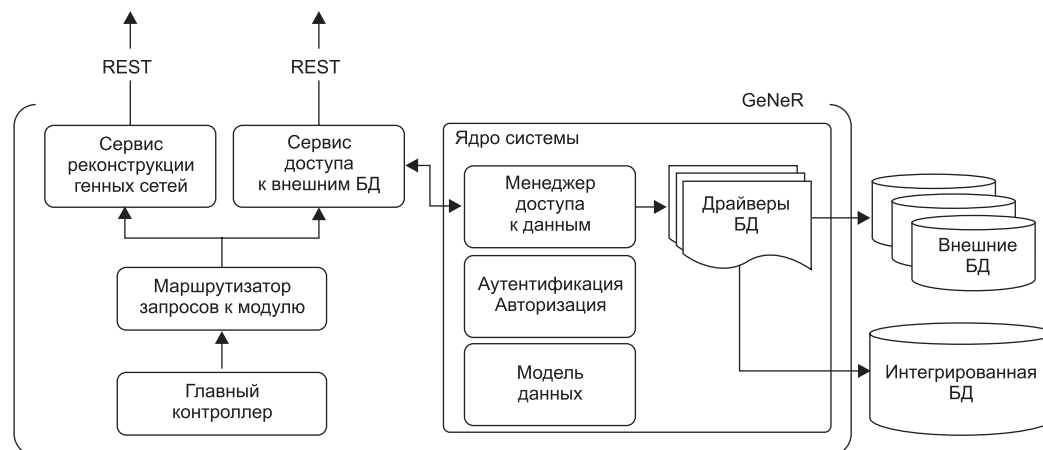 REST
REST
GeNeR
Сервис
реконструкции
генных сетей
Сервис
доступа
к внешним БД
Ядро системы
Менеджер
доступа
к данным
Драйверы
БД
Внешние
БД
Маршрутизатор
запросов к модулю
Аутентификация
Авторизация
Главный
контроллер
Модель
данных
Интегрированная
БД